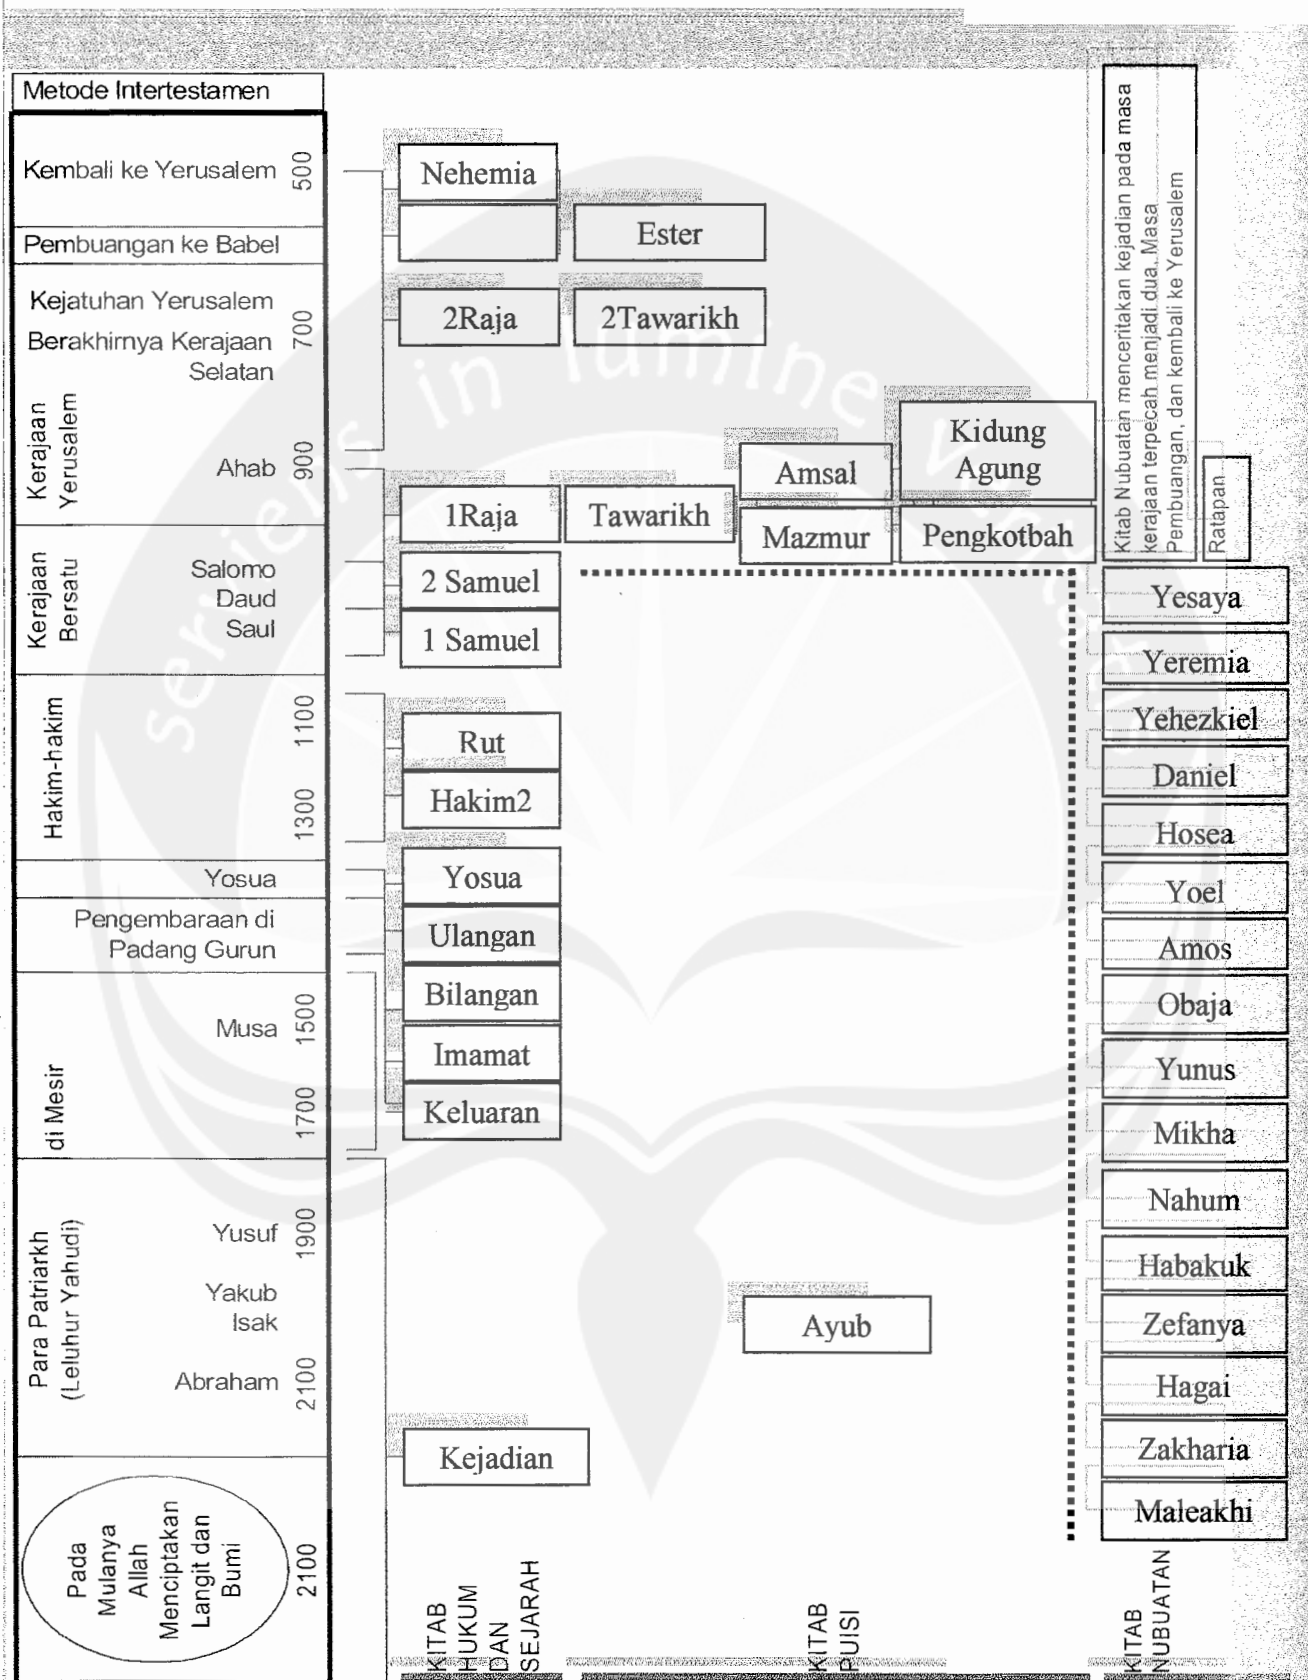 Metode Intertestamen
Kembali ke Yerusalem
500
Pembuangan ke Babel
Kejatuhan Yerusalem
Berakhirnya Kerajaan
Selatan
700
Kerajaan
Yerusalem
Ahab
900
Kerajaan
Bersatu
Salomo
Daud
Saul
Hakim-hakim
1100
1300
Yosua
Pengembaraan di
Padang Gurun
di Mesir
Musa
1500
1700
Para Patriarkh
(Leluhur Yahudi)
Yusuf
1900
Yakub
Isak
Abraham
2100
Pada
Mulanya
Allah
Menciptakan
Langit dan
Bumi
2100
Nehemia
Ester
2Raja
2Tawarikh
1Raja
Tawarikh
Amsal
Kidung
Agung
Mazmur
Pengkotbah
2 Samuel
1 Samuel
Rut
Hakim2
Yosua
Ulangan
Bilangan
Imamat
Keluaran
Ayub
Kejadian
Kitab Nubuatan menceritakan kejadian pada masa
kerajaan terpecah menjadi dua, Masa
Pembuangan, dan kembali ke Yerusalem
Ratapan
Yesaya
Yeremia
Yehezkiel
Daniel
Hosea
Yoel
Amos
Obaja
Yunus
Mikha
Nahum
Habakuk
Zefanya
Hagai
Zakharia
Maleakhi
KITAB
HUKUM
DAN
SEJARAH
KITAB
PUISI
KITAB
NUBUATAN
serviens in lumine veritatis